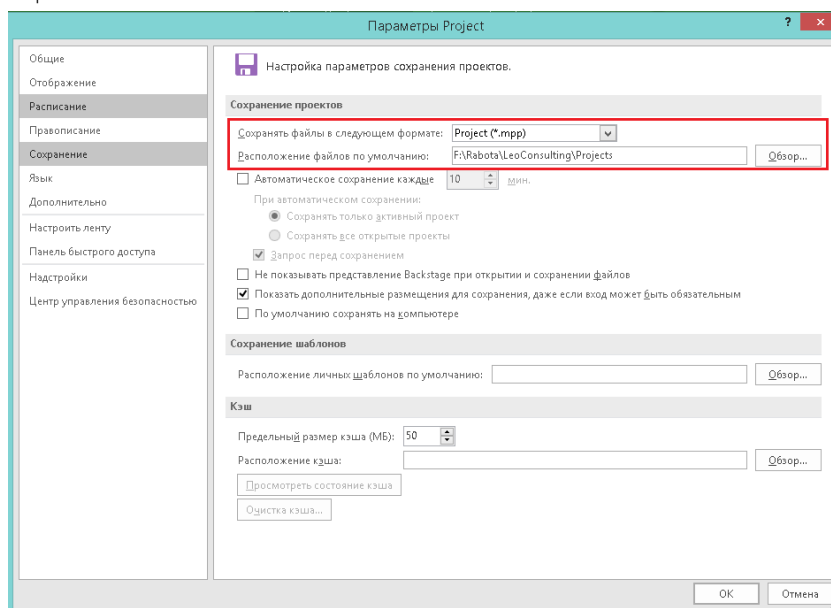 Параметры Project
?
×
Общие
Отображение
Расписание
Правописание
Сохранение
Язык
Дополнительно
Настроить ленту
Панель быстрого доступа
Надстройки
Центр управления безопасностью
Настройка параметров сохранения проектов.
Сохранение проектов
Сохранять файлы в следующем формате: Project (*.mpp)
Расположение файлов по умолчанию: F:\Rabota\LeoConsulting\Projects Обзор...
Автоматическое сохранение каждые 10 мин.
При автоматическом сохранении:
Сохранять только активный проект
Сохранять все открытые проекты
Запрос перед сохранением
Не показывать представление Backstage при открытии и сохранении файлов
Показать дополнительные размещения для сохранения, даже если вход может быть обязательным
По умолчанию сохранять на компьютере
Сохранение шаблонов
Расположение личных шаблонов по умолчанию: Обзор...
Кэш
Предельный размер кэша (МБ): 50
Расположение кэша: Обзор...
Просмотреть состояние кэша
Очистка кэша...
ОК Отмена